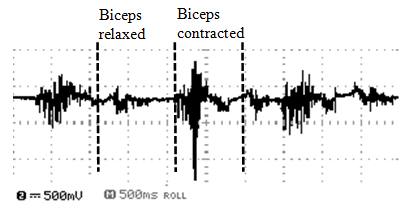 Biceps relaxed
Biceps contracted
2 500mV
M 500ms ROLL